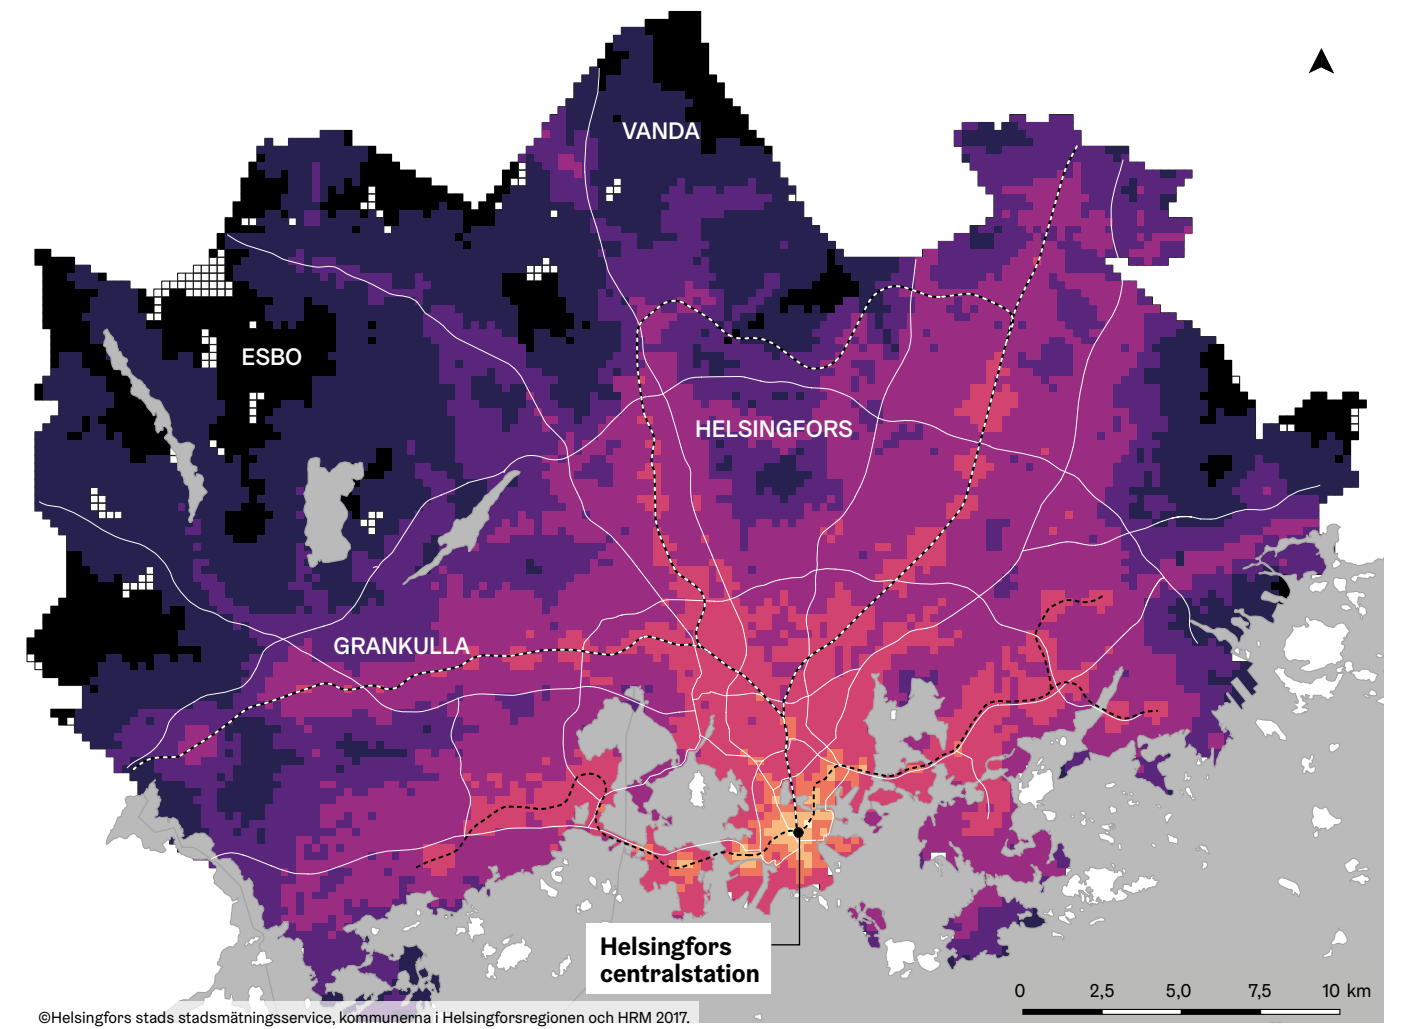 VANDA
ESBO
HELSINGFORS
GRANKULLA
Helsingfors
centralstation
0 2,5 5,0 7,5 10 km
©Helsingfors stads stadsmätningsservice, kommunerna i Helsingforsregionen och HRM 2017.